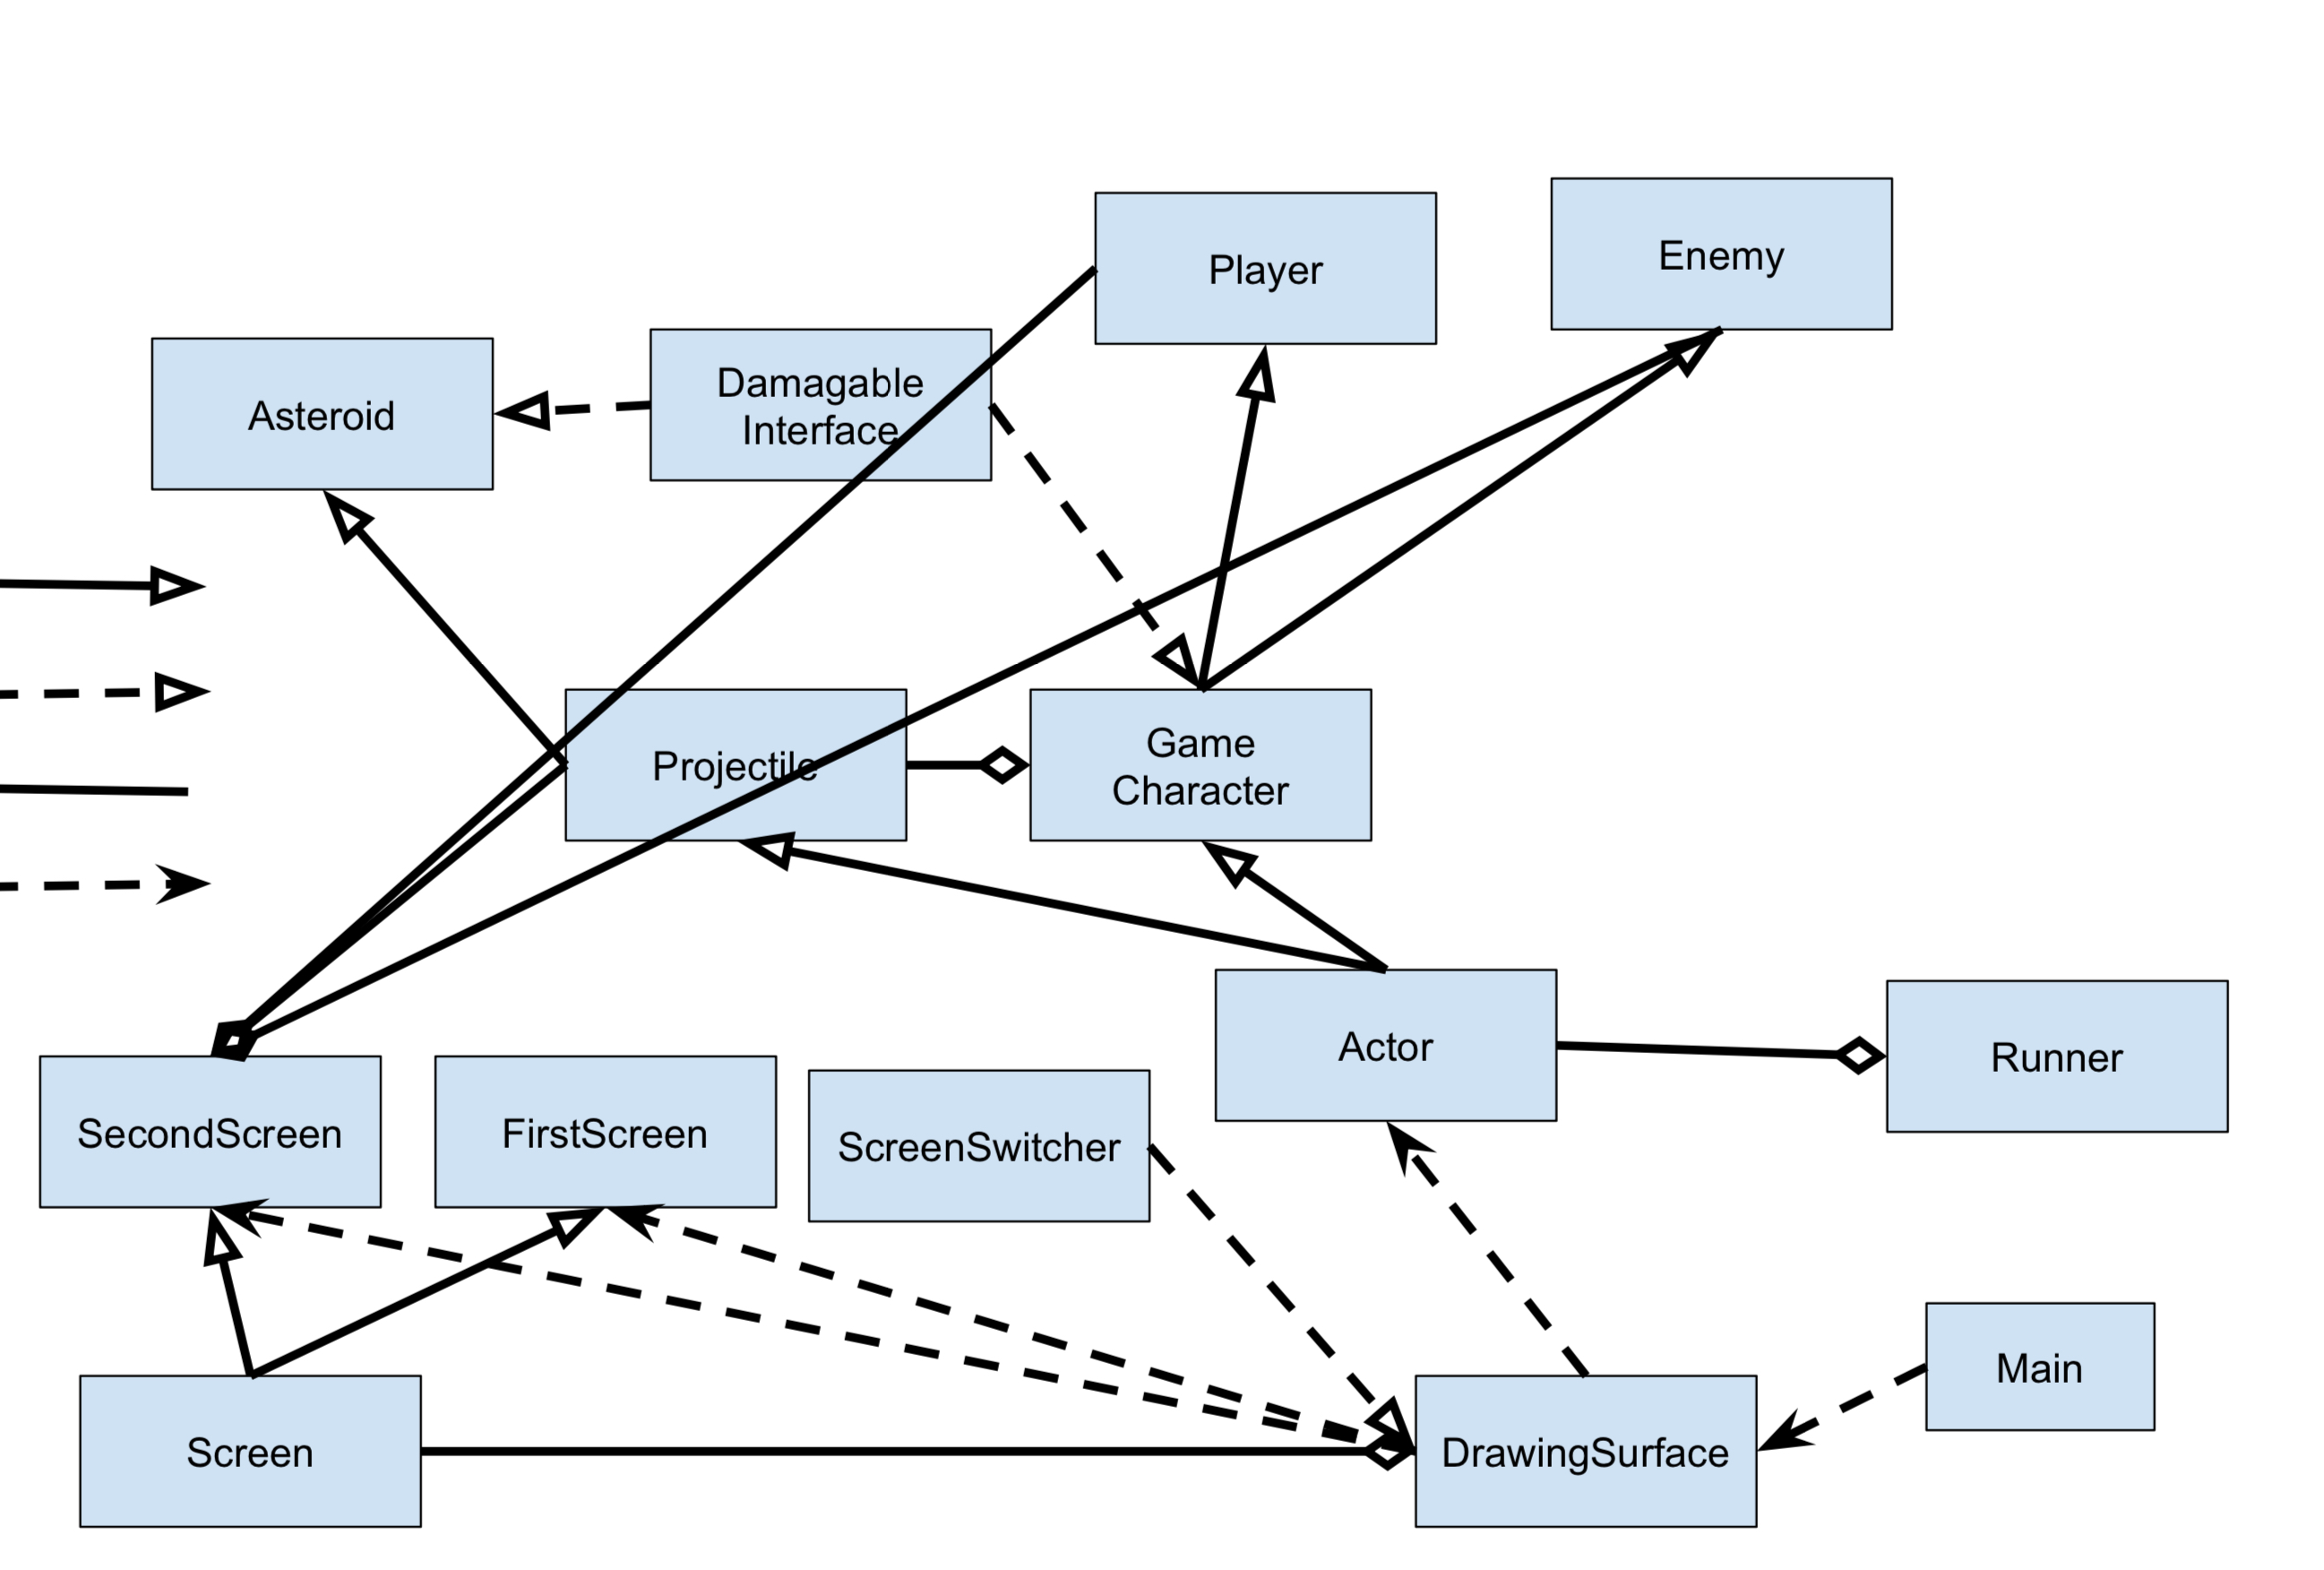 Player
Enemy
Asteroid
Damagable
Interface
Projectile
Game
Character
Actor
Runner
SecondScreen
FirstScreen
ScreenSwitcher
Main
Screen
DrawingSurface